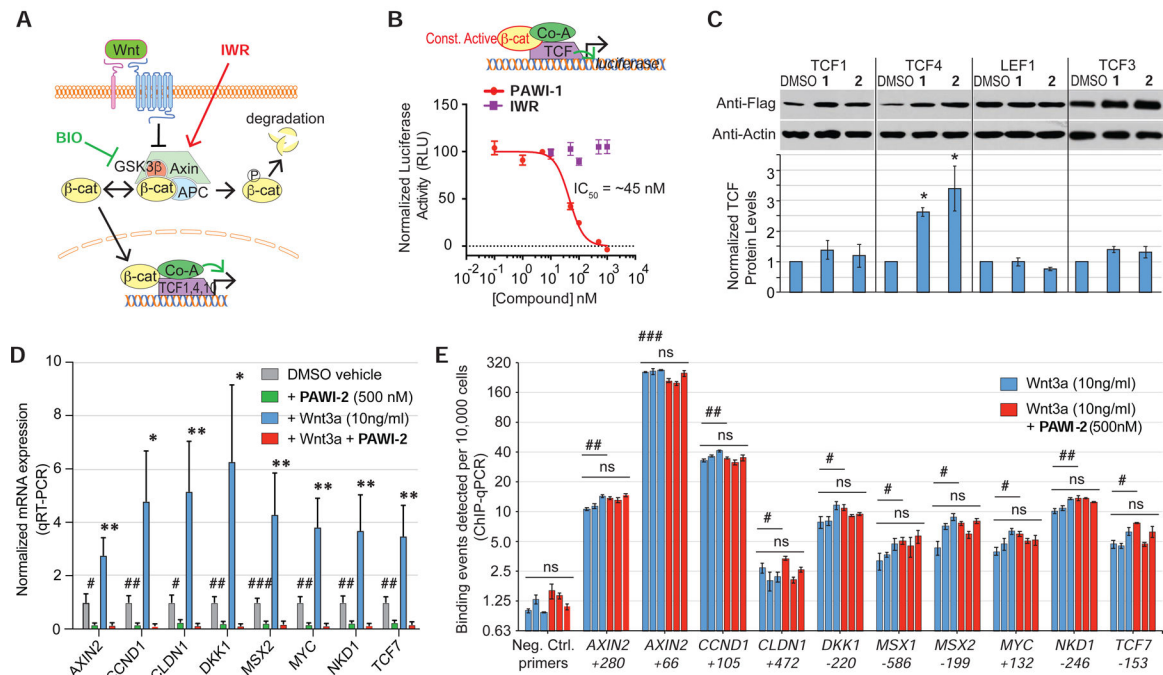 A
Wnt
IWR
BIO
degradation
GSK3β Axin
P
β-cat
β-cat
APC
β-cat
β-cat
Co-A
TCF1,4,1
B
Const. Active
β-cat
Co-A
TCF
luciferase
PAWI-1
IWR
Normalized Luciferase
Activity (RLU)
150
100
50
0
IC50 = ~45 nM
10-2 10-1 100 101 102 103 104
[Compound] nM
C
TCF1 TCF4 LEF1 TCF3
DMSO 1 2 DMSO 1 2 DMSO 1 2 DMSO 1 2
Anti-Flag
Anti-Actin
Normalized TCF
Protein Levels
3
3
2
2
1
1
* *
D
Normalized mRNA expression
(qRT-PCR)
10
8
6
4
2
0
DMSO vehicle
+ PAWI-2 (500 nM)
+ Wnt3a (10ng/ml)
+ Wnt3a + PAWI-2
** * ** * ** ** ** **
# ## # ## ### ## ## ##
AXIN2 CCND1 CLDN1 DKK1 MSX2 MYC NKD1 TCF7
E
Binding events detected per 10,000 cells
(ChIP-qPCR)
320
160
80
40
20
10
5.0
2.5
1.25
0.63
Wnt3a (10ng/ml)
Wnt3a (10ng/ml)
+ PAWI-2 (500nM)
### ## ## # # # # # ## #
ns ns ns ns ns ns ns ns ns ns ns
Neg. Ctrl. AXIN2 AXIN2 CCND1 CLDN1 DKK1 MSX1 MSX2 MYC NKD1 TCF7
primers +280 +66 +105 +472 -220 -586 -199 +132 -246 -153